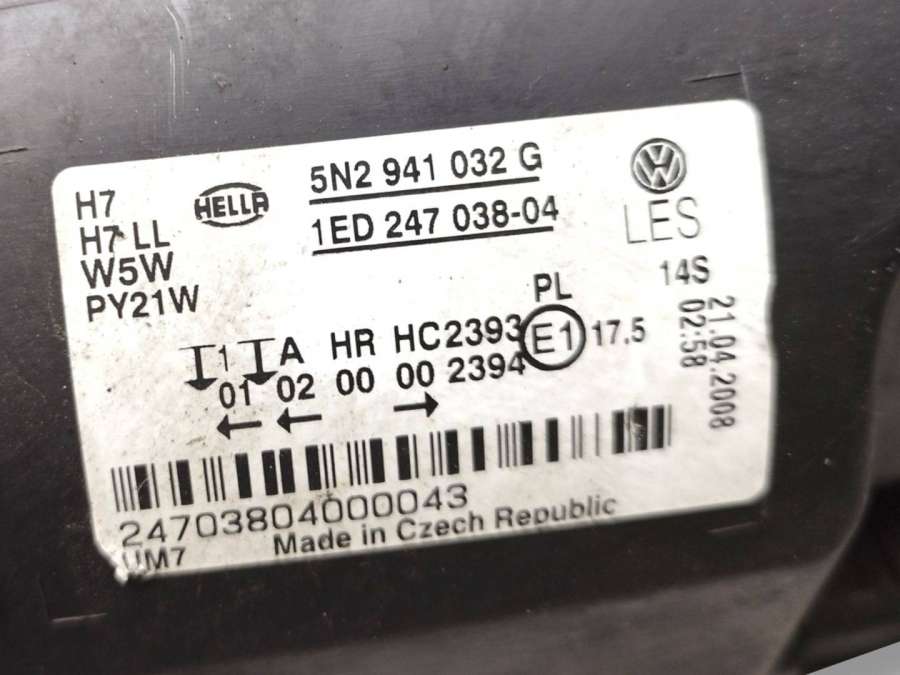 H7
H7 LL
W5W
PY21W
HELLA
5N2 941 032 G
1ED 247 038-04
LES
14S
21.04.2008
02:58
PL
1 A HR HC2393 E1 17.5
01 02 00 00 2394
24703804000043
UM7 Made in Czech Republic